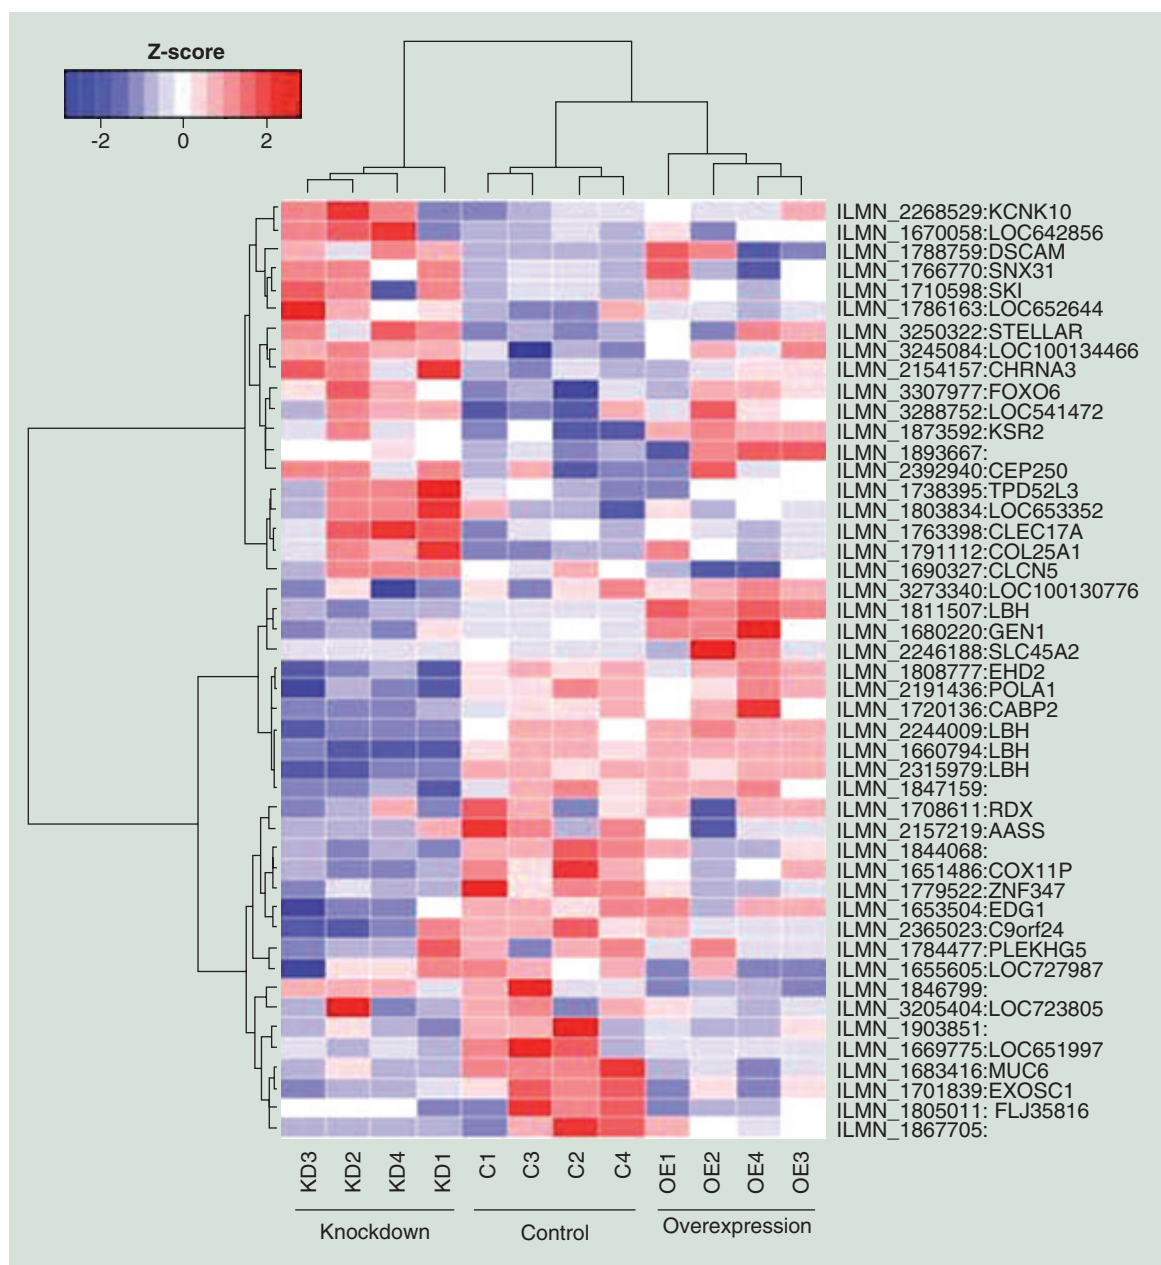 Z-score
-2 0 2
ILMN_2268529:KCNK10
ILMN_1670058:LOC642856
ILMN_1788759:DSCAM
ILMN_1766770:SNX31
ILMN_1710598:SKI
ILMN_1786163:LOC652644
ILMN_3250322:STELLAR
ILMN_3245084:LOC100134466
ILMN_2154157:CHRNA3
ILMN_3307977:FOXO6
ILMN_3288752:LOC541472
ILMN_1873592:KSR2
ILMN_1893667:
ILMN_2392940:CEP250
ILMN_1738395:TPD52L3
ILMN_1803834:LOC653352
ILMN_1763398:CLEC17A
ILMN_1791112:COL25A1
ILMN_1690327:CLCN5
ILMN_3273340:LOC100130776
ILMN_1811507:LBH
ILMN_1680220:GEN1
ILMN_2246188:SLC45A2
ILMN_1808777:EHD2
ILMN_2191436:POLA1
ILMN_1720136:CABP2
ILMN_2244009:LBH
ILMN_1660794:LBH
ILMN_2315979:LBH
ILMN_1847159:
ILMN_1708611:RDX
ILMN_2157219:AASS
ILMN_1844068:
ILMN_1651486:COX11P
ILMN_1779522:ZNF347
ILMN_1653504:EDG1
ILMN_2365023:C9orf24
ILMN_1784477:PLEKHG5
ILMN_1655605:LOC727987
ILMN_1846799:
ILMN_3205404:LOC723805
ILMN_1903851:
ILMN_1669775:LOC651997
ILMN_1683416:MUC6
ILMN_1701839:EXOSC1
ILMN_1805011: FLJ35816
ILMN_1867705:
KD3 KD2 KD4 KD1 C1 C3 C2 C4 OE1 OE2 OE4 OE3
Knockdown Control Overexpression